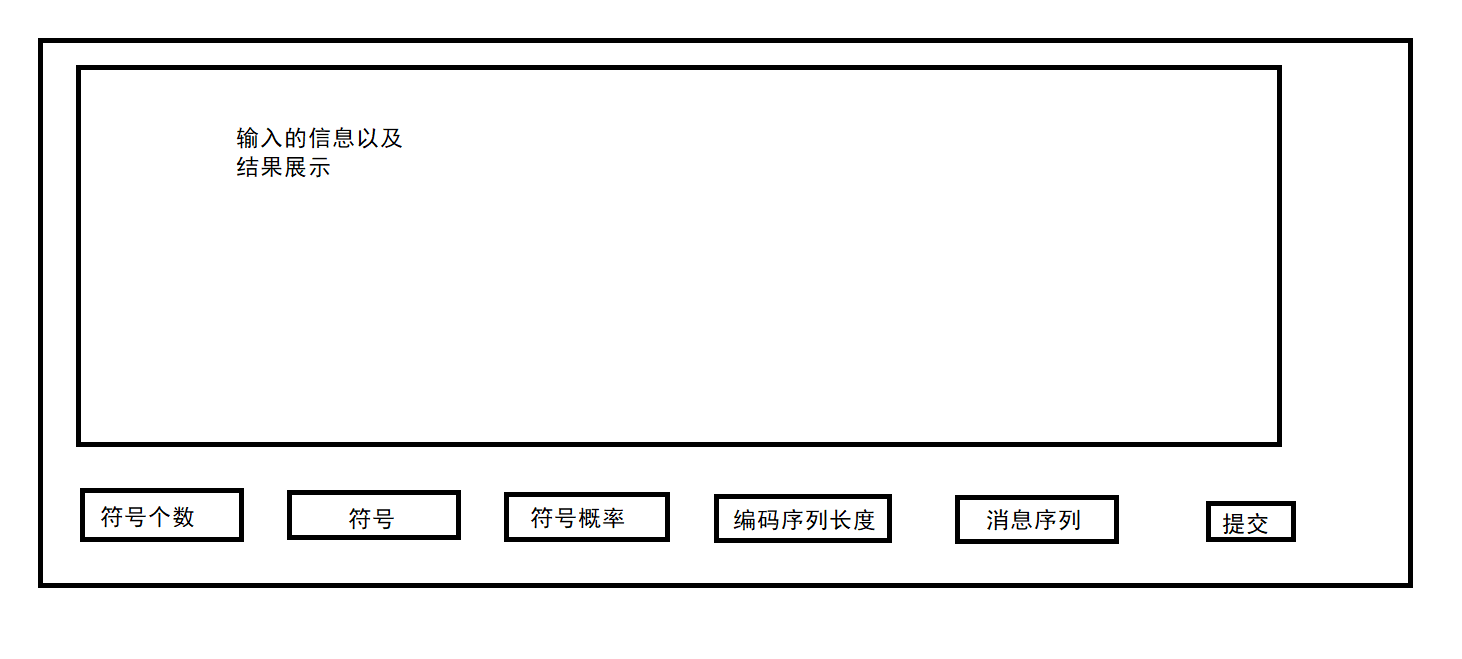 输入的信息以及
结果展示
符号个数
符号
符号概率
编码序列长度
消息序列
提交